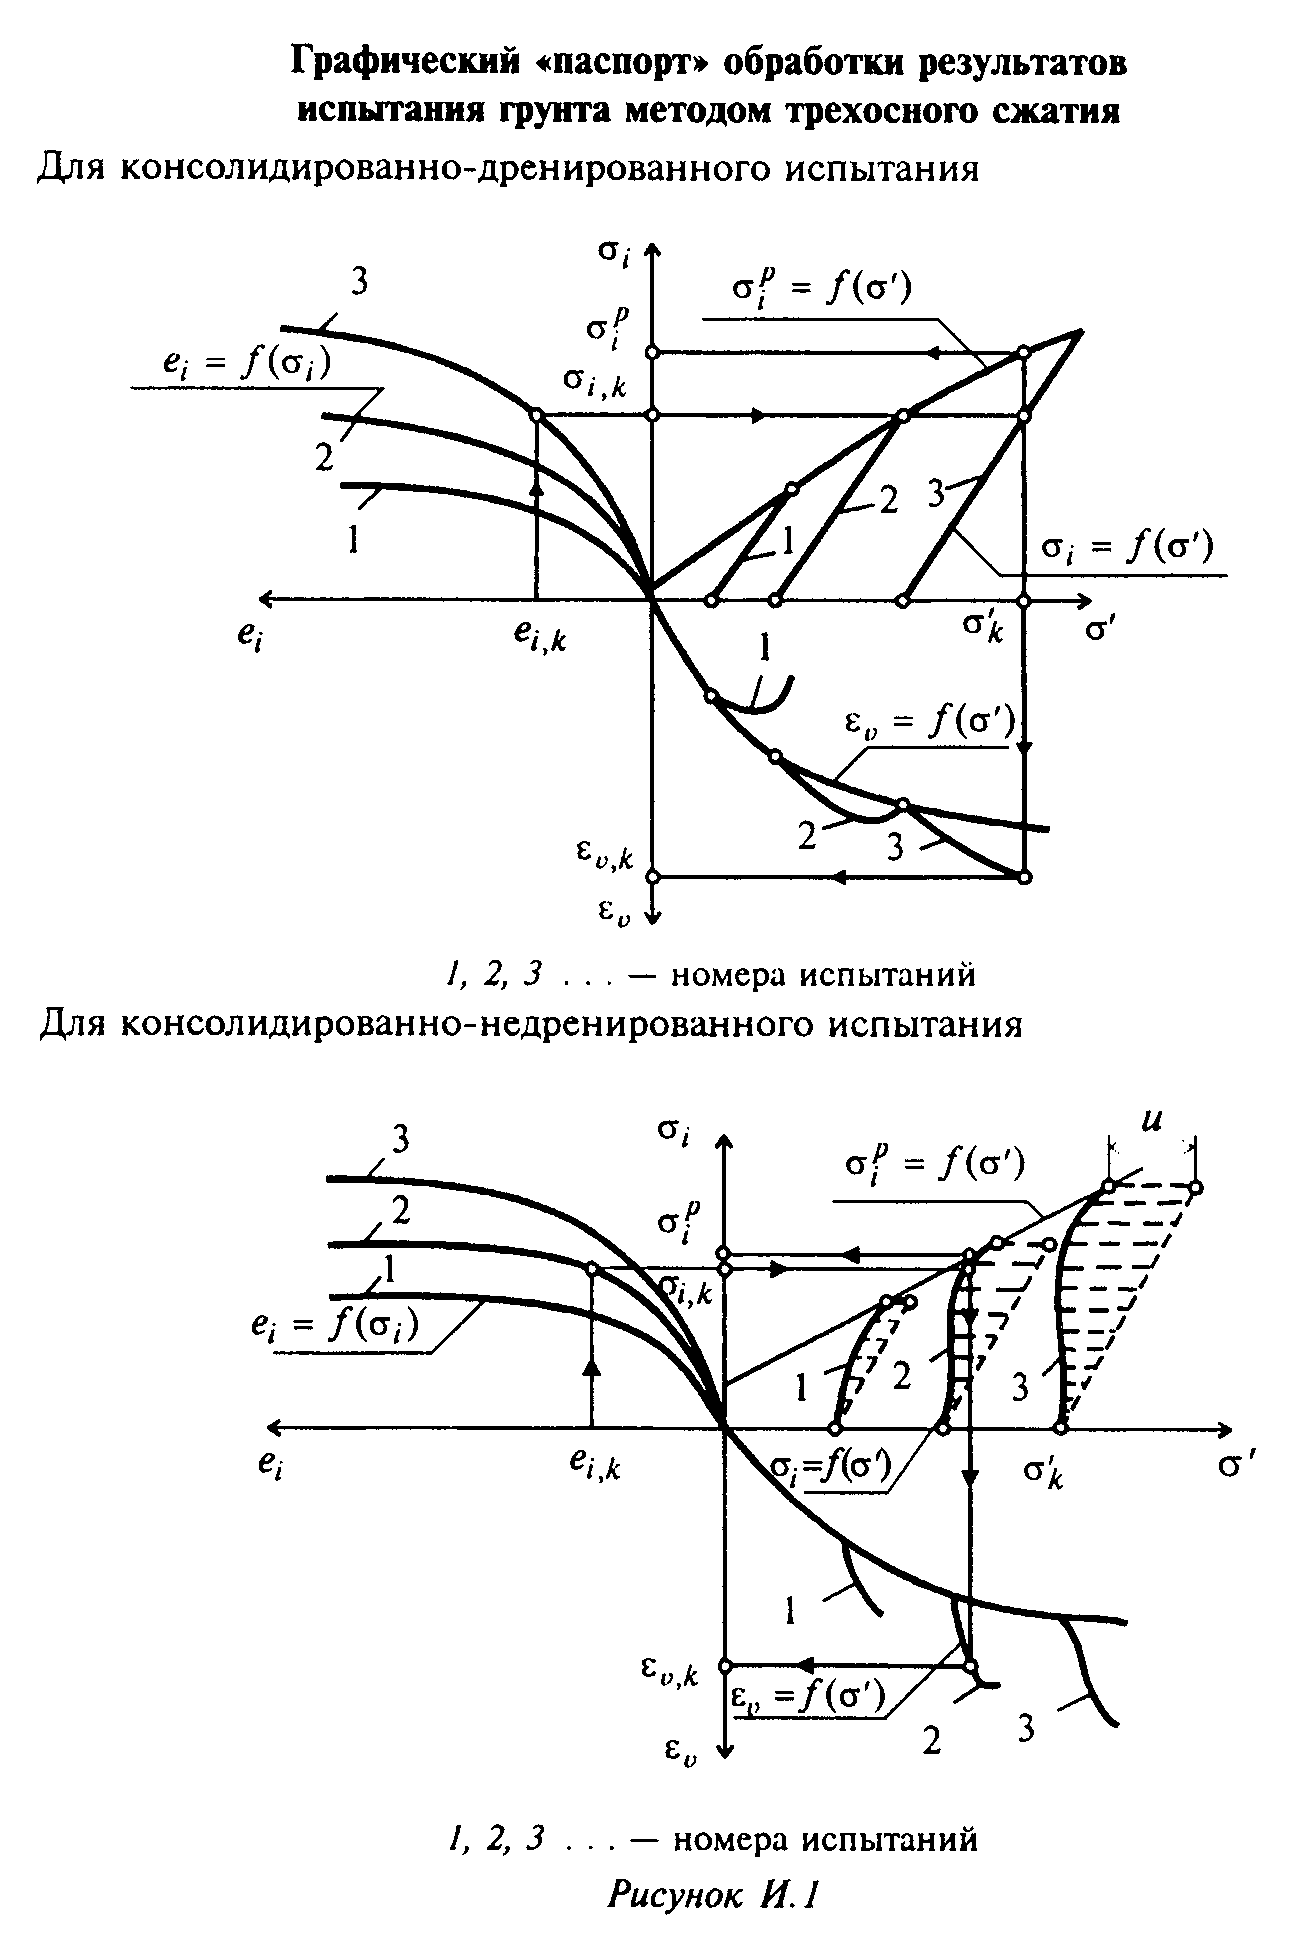 Графический «паспорт» обработки результатов
испытания грунта методом трехосного сжатия
Для консолидированно-дренированного испытания
σi
3
σiᵖ = f(σ′)
σiᵖ
ei = f(σi)
σi,k
2
1
2
3
1
σi = f(σ′)
ei
ei,k
σ′k
σ′
1
εv = f(σ′)
2
3
εv,k
εv
1, 2, 3 . . . — номера испытаний
Для консолидированно-недренированного испытания
u
σi
3
σiᵖ = f(σ′)
2
σiᵖ
1
σi,k
ei = f(σi)
1
2
3
ei
ei,k
σi=f(σ′)
σ′k
σ′
1
εv,k
εv =f(σ′)
2
3
εv
1, 2, 3 . . . — номера испытаний
Рисунок И.1